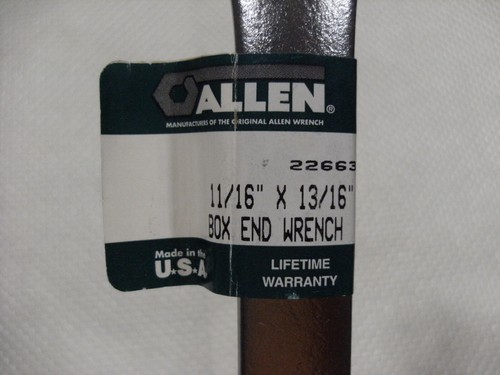 ALLEN®
MANUFACTURERS OF THE ORIGINAL ALLEN WRENCH
22663
11/16" X 13/16"
BOX END WRENCH
Made in the
U.S.A.
LIFETIME
WARRANTY